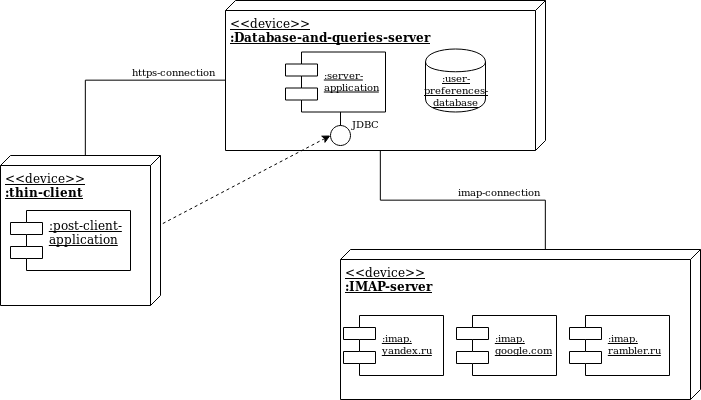 <<device>>
:Database-and-queries-server
:server-
application
:user-
preferences-
database
JDBC
https-connection
<<device>>
:thin-client
:post-client-
application
imap-connection
<<device>>
:IMAP-server
:imap.
yandex.ru
:imap.
google.com
:imap.
rambler.ru